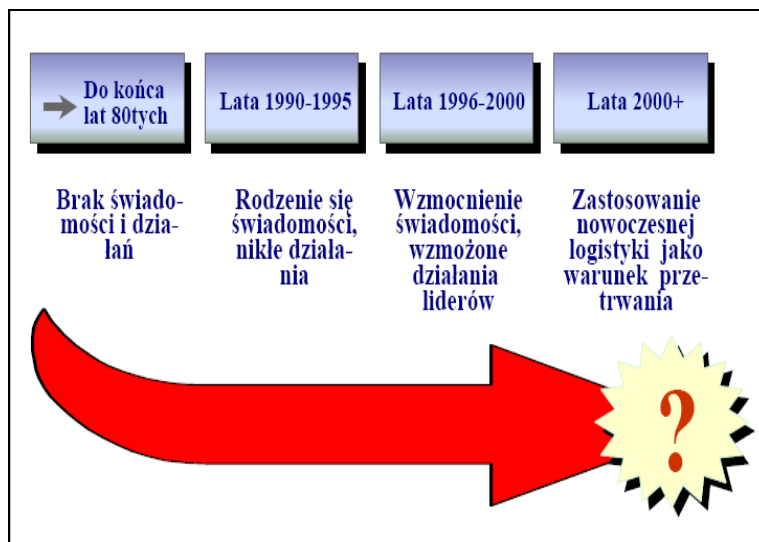 Do końca
lat 80tych
Lata 1990-1995
Lata 1996-2000
Lata 2000+
Brak świado-
mości i dzia-
łań
Rodzenie się
świadomości,
nikłe działa-
nia
Wzmocnienie
świadomości,
wzmożone
działania
liderów
Zastosowanie
nowoczesnej
logistyki jako
warunek prze-
trwania
?